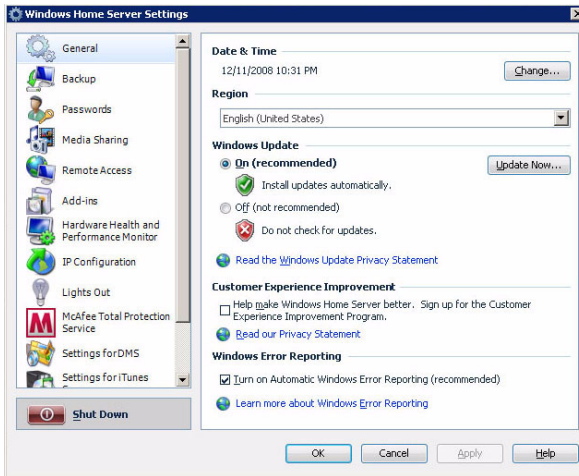 Windows Home Server Settings
General
Backup
Passwords
Media Sharing
Remote Access
Add-ins
Hardware Health and
Performance Monitor
IP Configuration
Lights Out
McAfee Total Protection
Service
Settings for DMS
Settings for iTunes
Shut Down
Date & Time
12/11/2008 10:31 PM
Change...
Region
English (United States)
Windows Update
On (recommended)
Update Now...
Install updates automatically.
Off (not recommended)
Do not check for updates.
Read the Windows Update Privacy Statement
Customer Experience Improvement
Help make Windows Home Server better. Sign up for the Customer
Experience Improvement Program.
Read our Privacy Statement
Windows Error Reporting
Turn on Automatic Windows Error Reporting (recommended)
Learn more about Windows Error Reporting
OK
Cancel
Apply
Help